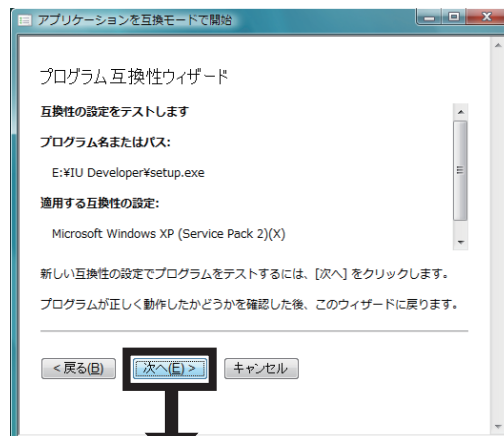 アプリケーションを互換モードで開始
プログラム互換性ウィザード
互換性の設定をテストします
プログラム名またはパス:
E:¥IU Developer¥setup.exe
適用する互換性の設定:
Microsoft Windows XP (Service Pack 2)(X)
新しい互換性の設定でプログラムをテストするには、[次へ] をクリックします。
プログラムが正しく動作したかどうかを確認した後、このウィザードに戻ります。
< 戻る(B) 次へ(E) > キャンセル